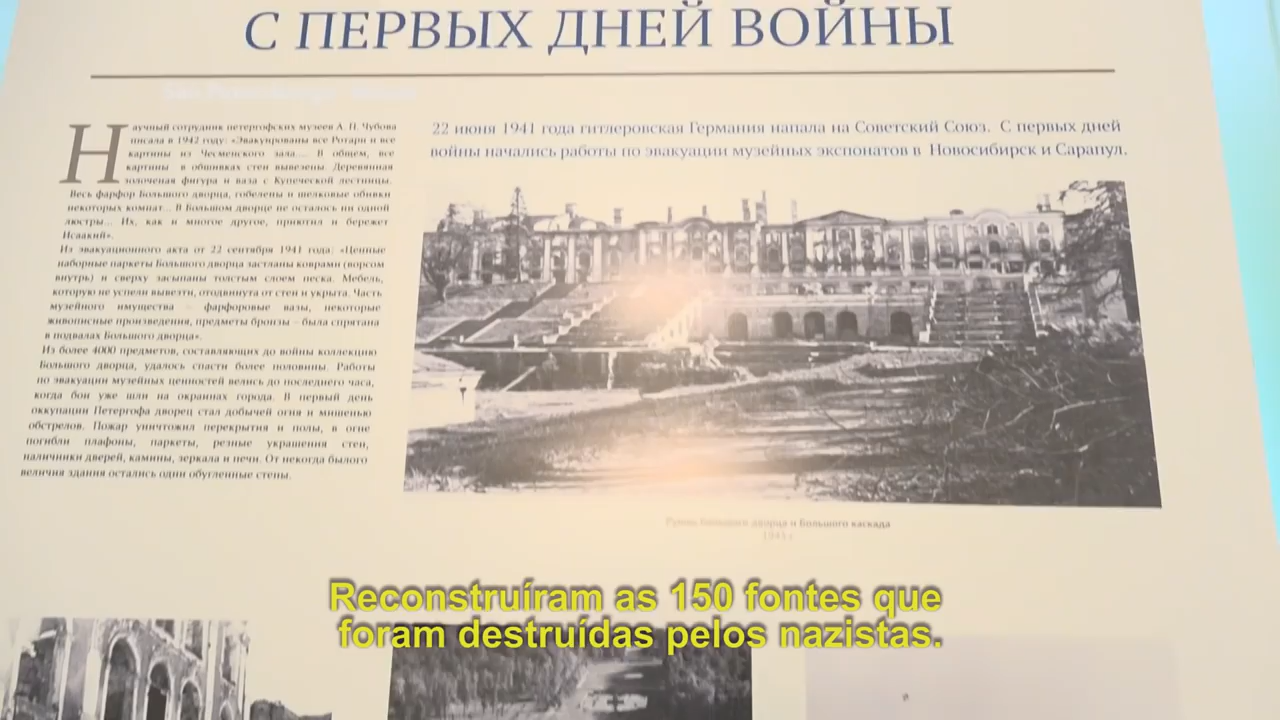 С ПЕРВЫХ ДНЕЙ ВОЙНЫ
Научный сотрудник петергофских музеев А. П. Чубова
писала в 1942 году: «Эвакуированы все Ротари и все
картины из Чесменского зала... В общем, все
картины в обшивках стен вывезены. Деревянная
золоченая фигура и ваза с Купеческой лестницы.
Весь фарфор Большого дворца, гобелены и шелковые обивки
некоторых комнат... В Большом дворце не осталось ни одной
люстры... Их, как и многое другое, приютил и бережет
Исаакий».
Из эвакуационного акта от 22 сентября 1941 года: «Ценные
наборные паркеты Большого дворца застланы коврами (ворсом
внутрь) и сверху засыпаны толстым слоем песка. Мебель,
которую не успели вывезти, отодвинута от стен и укрыта. Часть
музейного имущества – фарфоровые вазы, некоторые
живописные произведения, предметы бронзы – была спрятана
в подвалах Большого дворца».
Из более 4000 предметов, составляющих до войны коллекцию
Большого дворца, удалось спасти более половины. Работы
по эвакуации музейных ценностей велись до последнего часа,
когда бои уже шли на окраинах города. В первый день
оккупации Петергофа дворец стал добычей огня и мишенью
обстрелов. Пожар уничтожил перекрытия и полы, в огне
погибли плафоны, паркеты, резные украшения стен,
наличники дверей, камины, зеркала и печи. От некогда былого
величия здания остались одни обугленные стены.
22 июня 1941 года гитлеровская Германия напала на Советский Союз. С первых дней
войны начались работы по эвакуации музейных экспонатов в Новосибирск и Сарапул.
Руины Большого дворца и Большого каскада
Reconstruíram as 150 fontes que
foram destruídas pelos nazistas.